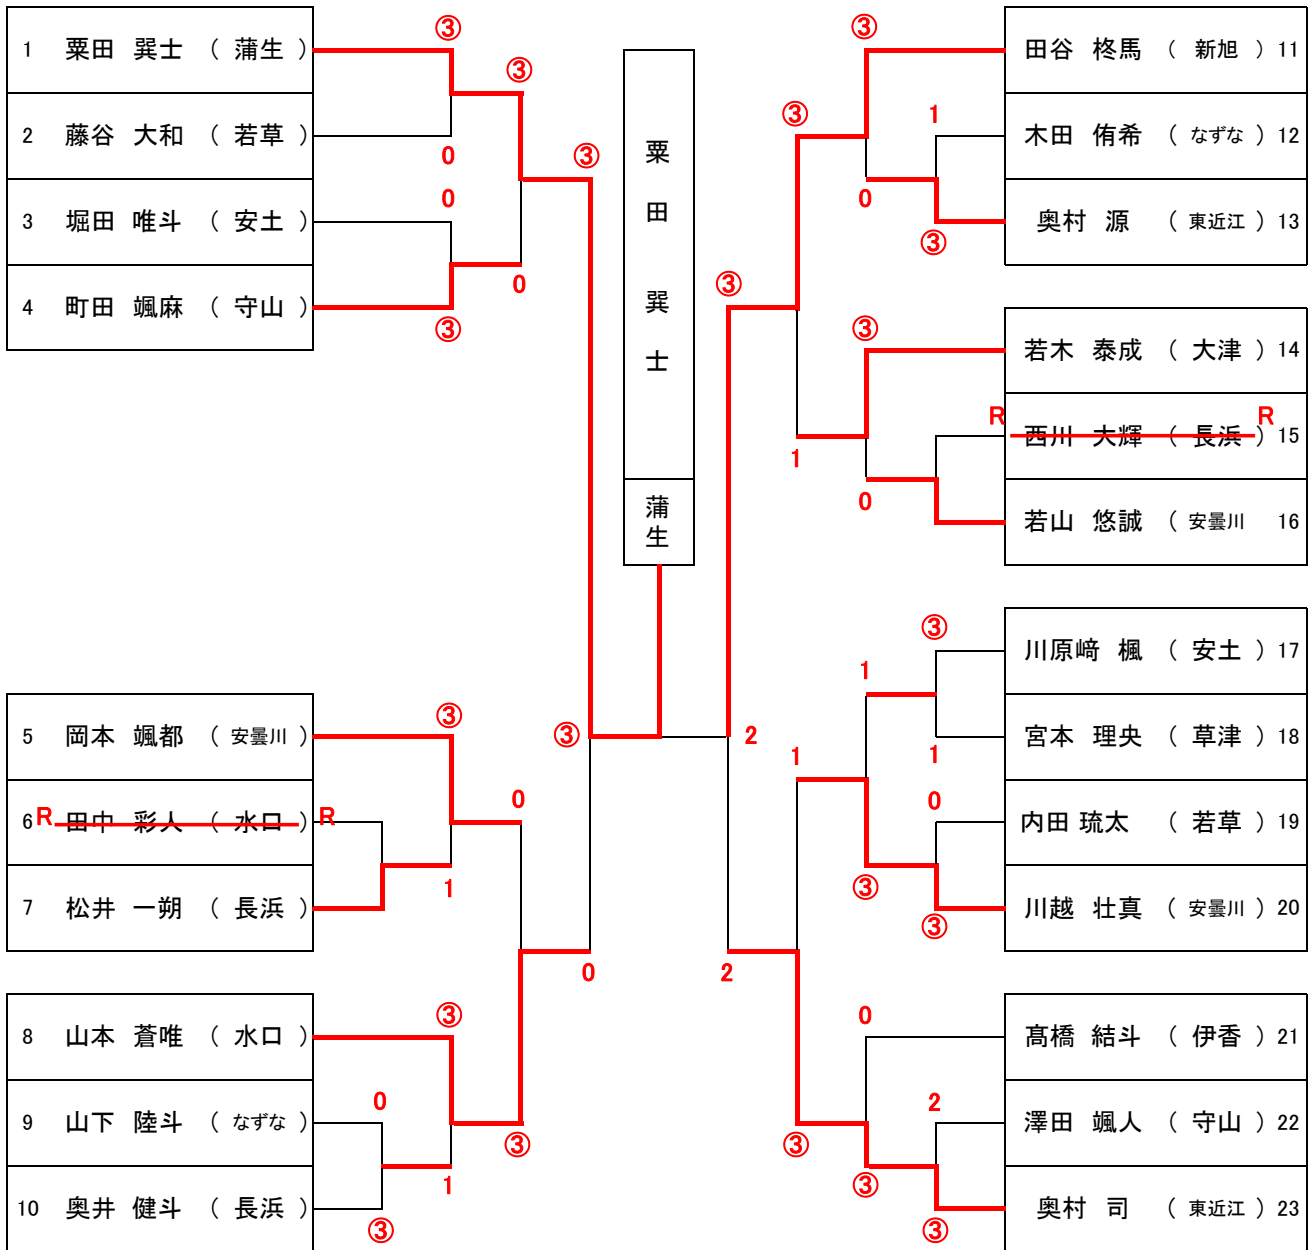 1 粟田 巽士 ( 蒲生 )
2 藤谷 大和 ( 若草 )
3 堀田 唯斗 ( 安土 )
4 町田 颯麻 ( 守山 )
③
0
0
③
③
0
③
5 岡本 颯都 ( 安曇川 )
6 R 田中 彩人 ( 水口 ) R
7 松井 一朔 ( 長浜 )
③
1
0
8 山本 蒼唯 ( 水口 )
9 山下 陸斗 ( なずな )
10 奥井 健斗 ( 長浜 )
③
0
1
③
③
0
③
粟田 巽士
蒲生
2
③
2
③
1
③
0
1
③
田谷 柊馬 ( 新旭 ) 11
木田 侑希 ( なずな ) 12
奥村 源 ( 東近江 ) 13
③
0
若木 泰成 ( 大津 ) 14
R 西川 大輝 ( 長浜 ) R 15
若山 悠誠 ( 安曇川 16
1
③
1
③
③
1
0
③
川原﨑 楓 ( 安土 ) 17
宮本 理央 ( 草津 ) 18
内田 琉太 ( 若草 ) 19
川越 壮真 ( 安曇川 ) 20
0
③
2
③
髙橋 結斗 ( 伊香 ) 21
澤田 颯人 ( 守山 ) 22
奥村 司 ( 東近江 ) 23